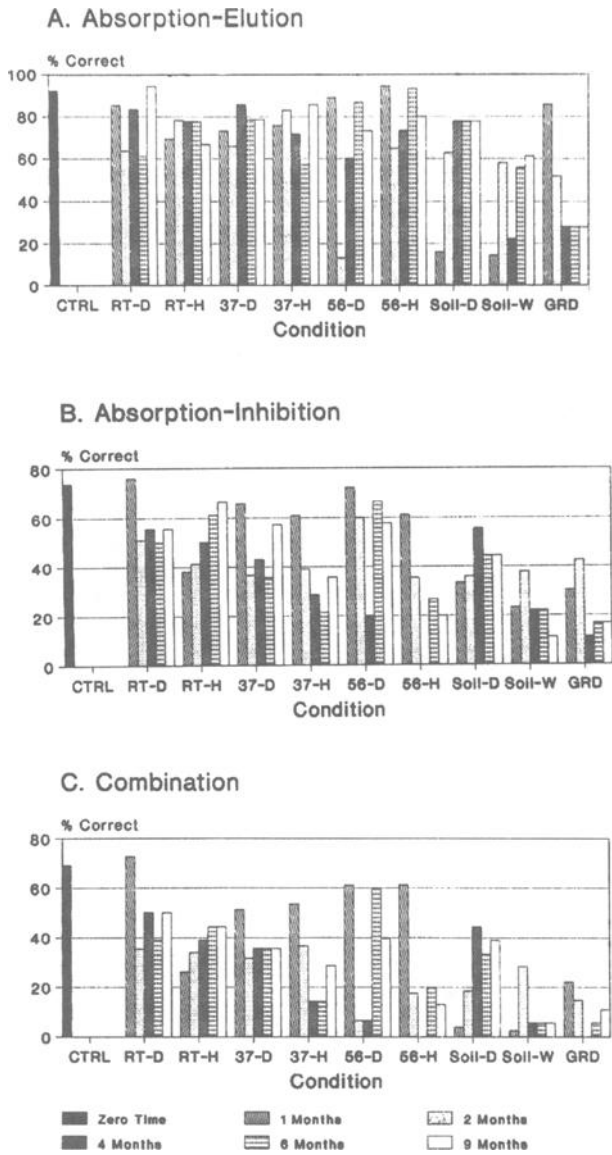 A. Absorption-Elution
% Correct
100
80
60
40
20
0
CTRL RT-D RT-H 37-D 37-H 56-D 56-H Soil-D Soil-W GRD
Condition
B. Absorption-Inhibition
% Correct
80
60
40
20
0
CTRL RT-D RT-H 37-D 37-H 56-D 56-H Soil-D Soil-W GRD
Condition
C. Combination
% Correct
80
60
40
20
0
CTRL RT-D RT-H 37-D 37-H 56-D 56-H Soil-D Soil-W GRD
Condition
Zero Time 1 Months 2 Months
4 Months 6 Months 9 Months